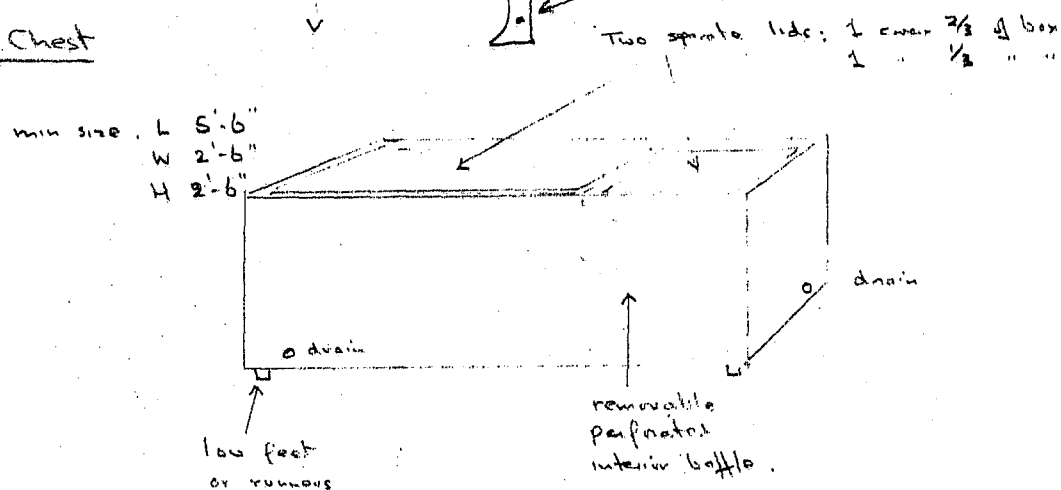 Chest
Two separate lids: 1 cover 2/3 of box
1 " 1/3 " "
min size. L 5'-6"
W 2'-6"
H 2'-6"
drain
drain
low feet
or runners
removable
perforated
interior baffle.